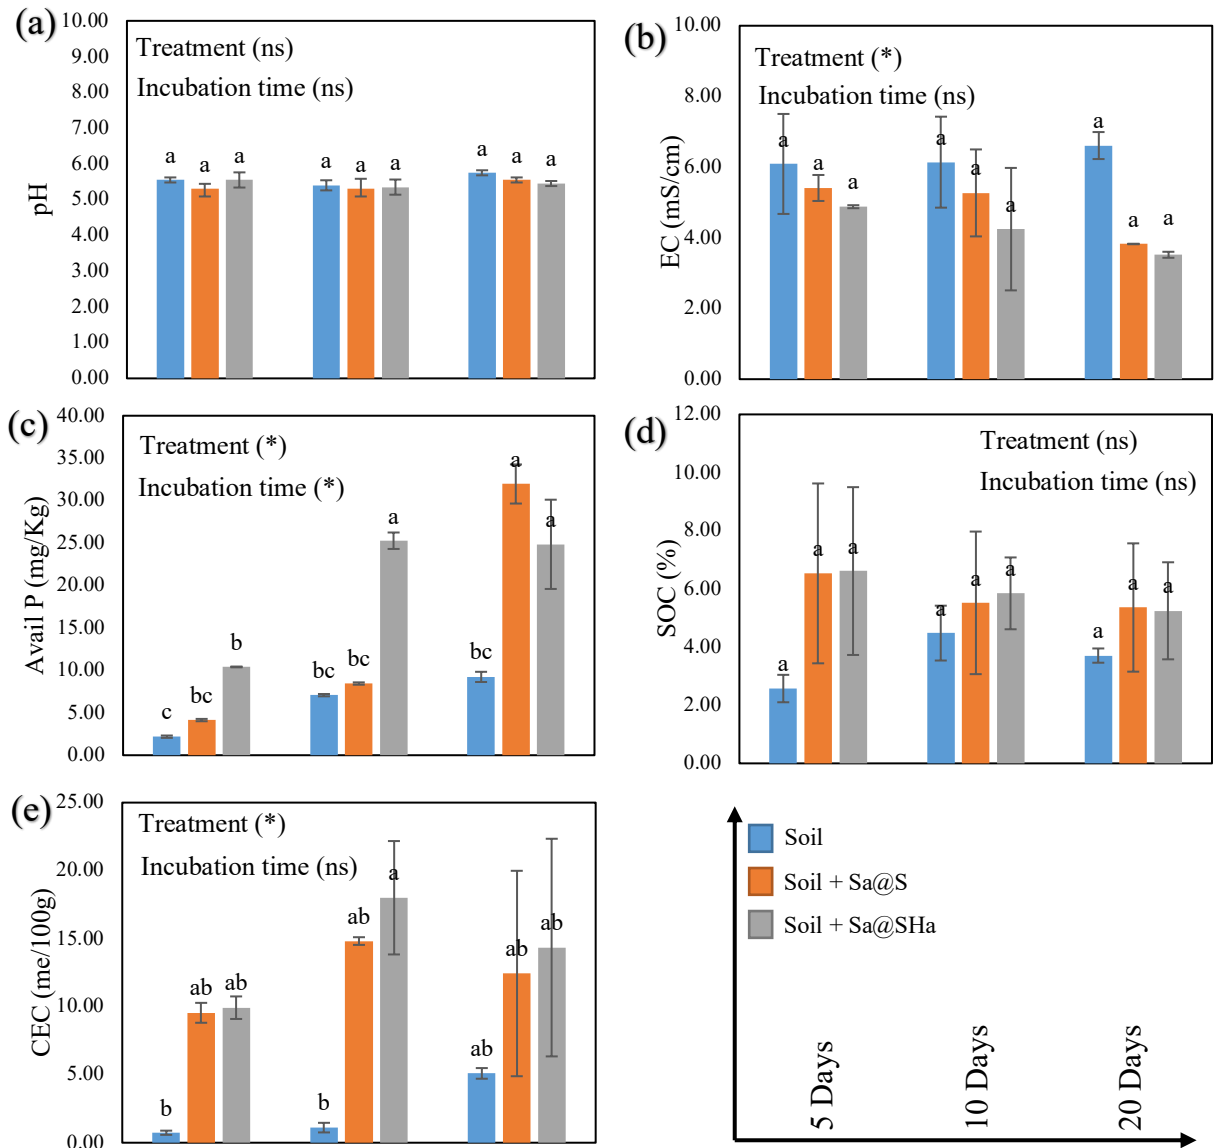 (a)
10.00
9.00
8.00
7.00
6.00
5.00
4.00
3.00
2.00
1.00
0.00
pH
Treatment (ns)
Incubation time (ns)
a a a a a a a a a
(b)
10.00
8.00
6.00
4.00
2.00
0.00
EC (mS/cm)
Treatment (*)
Incubation time (ns)
a a a a a a a a a
(c)
40.00
35.00
30.00
25.00
20.00
15.00
10.00
5.00
0.00
Avail P (mg/Kg)
Treatment (*)
Incubation time (*)
c bc b bc bc a bc a a
(d)
12.00
10.00
8.00
6.00
4.00
2.00
0.00
SOC (%)
Treatment (ns)
Incubation time (ns)
a a a a a a a a a
(e)
25.00
20.00
15.00
10.00
5.00
0.00
CEC (me/100g)
Treatment (*)
Incubation time (ns)
b ab ab b ab a ab ab ab
Soil
Soil + Sa@S
Soil + Sa@SHa
5 Days
10 Days
20 Days